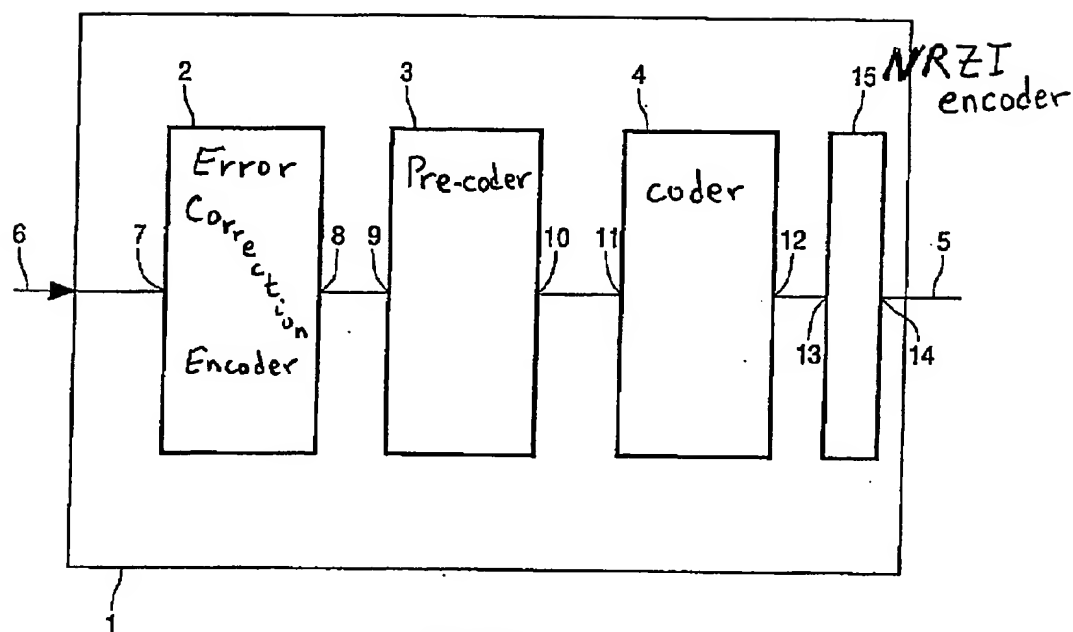 2
3
4
15
NRZI
encoder
Error
Correction
Encoder
Pre-coder
coder
6
7
8
9
10
11
12
13
14
5
1